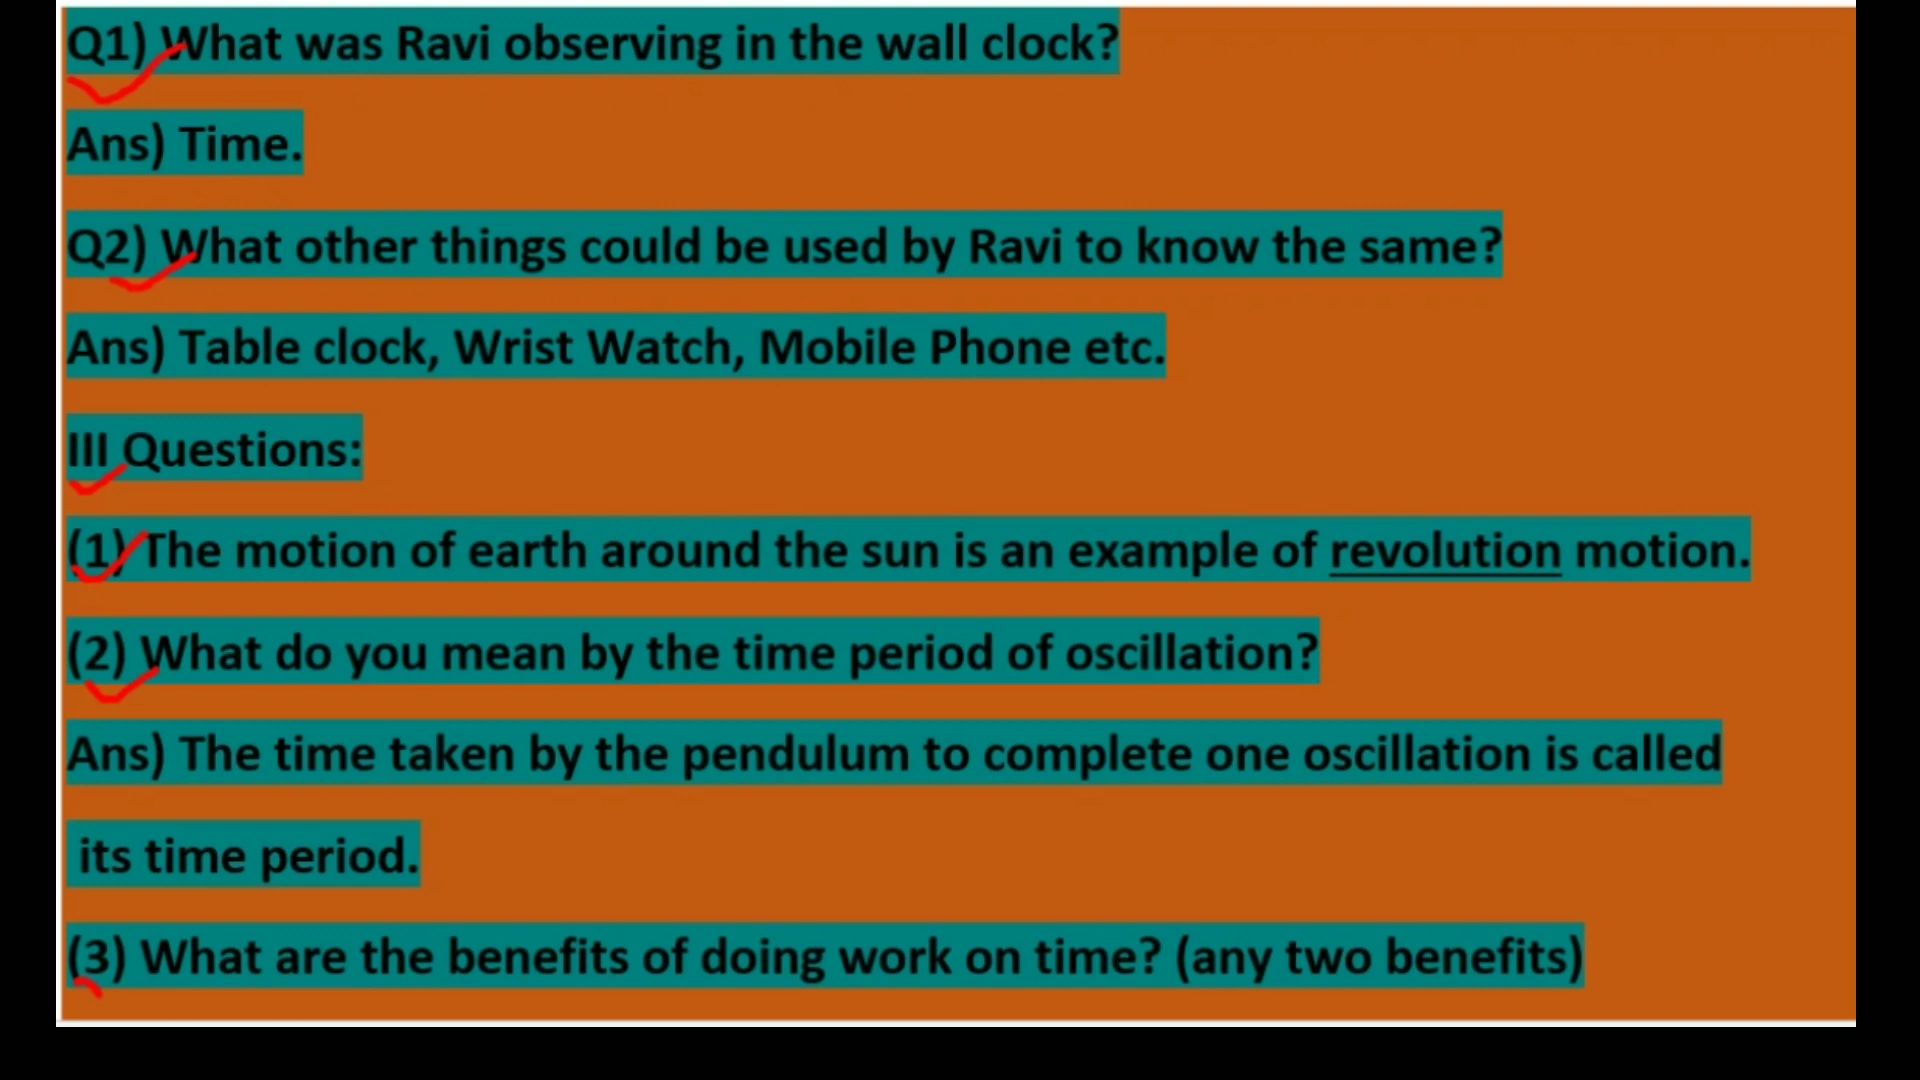 Q1) What was Ravi observing in the wall clock?
Ans) Time.
Q2) What other things could be used by Ravi to know the same?
Ans) Table clock, Wrist Watch, Mobile Phone etc.
III Questions:
(1) The motion of earth around the sun is an example of revolution motion.
(2) What do you mean by the time period of oscillation?
Ans) The time taken by the pendulum to complete one oscillation is called
its time period.
(3) What are the benefits of doing work on time? (any two benefits)